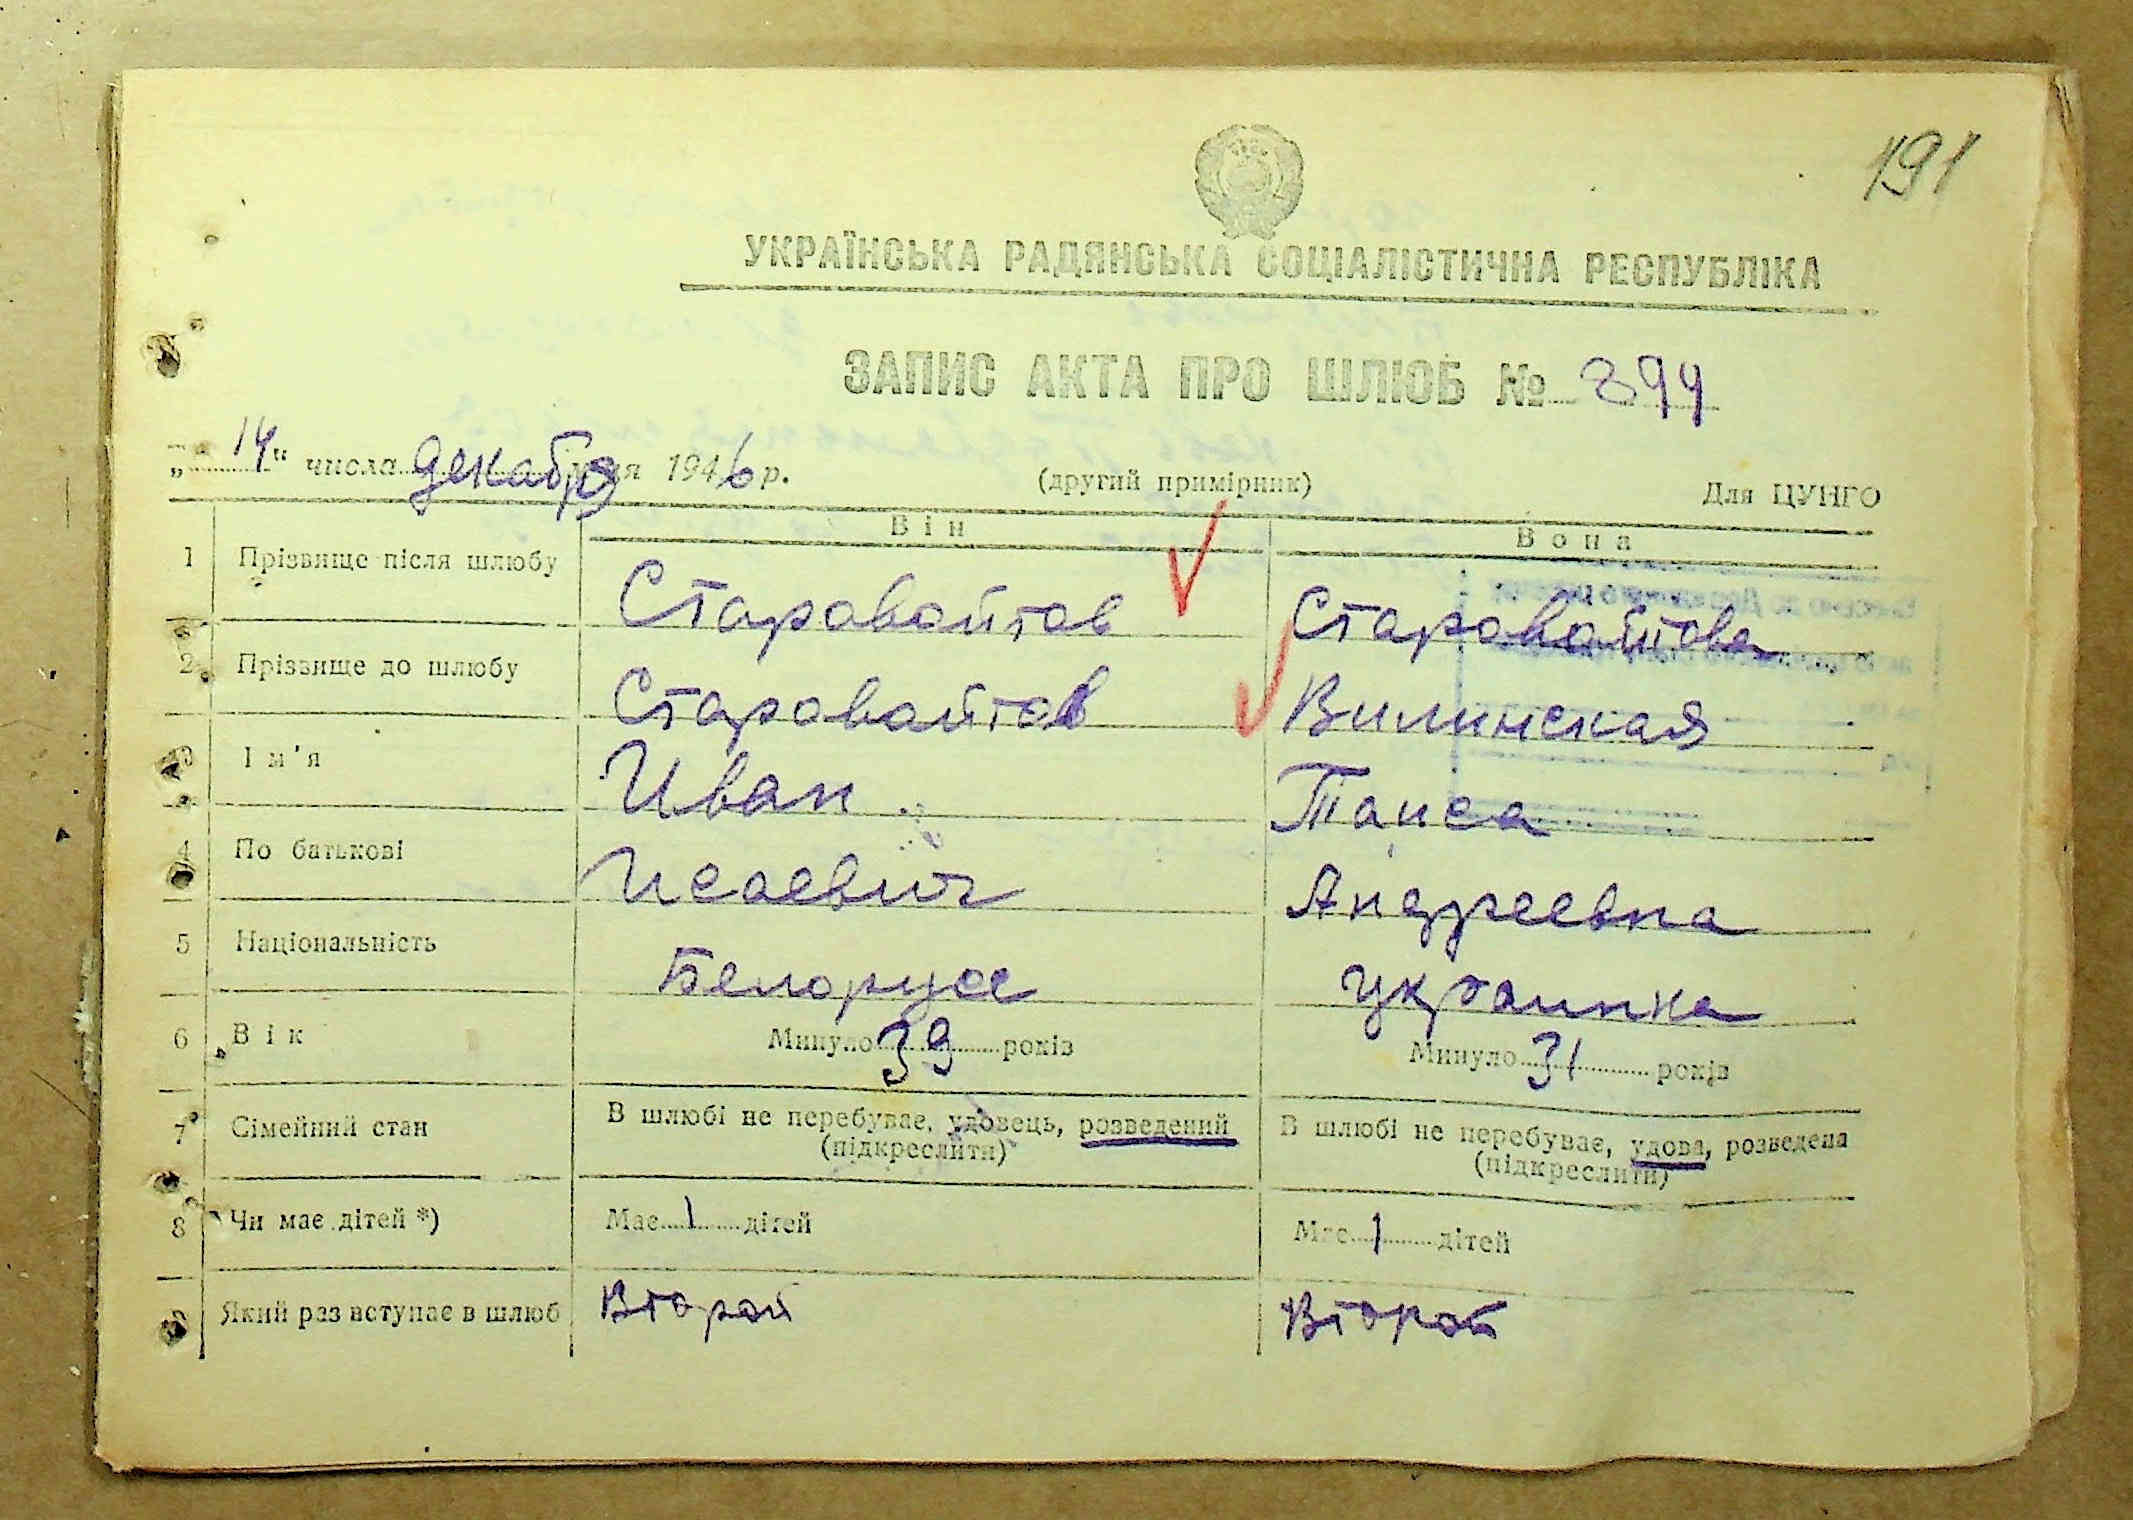 191
УКРАЇНСЬКА РАДЯНСЬКА СОЦІАЛІСТИЧНА РЕСПУБЛІКА
ЗАПИС АКТА ПРО ШЛЮБ № 899
„14" числа декабря 1946 р.
(другий примірник) Для ЦУНГО
Він Вона
1 Прізвище після шлюбу Старовойтов Старовойтова
2 Прізвище до шлюбу Старовойтов Вилинская
3 Ім'я Иван Таиса
4 По батькові Исаевич Андреевна
5 Національність Белорусс украинка
6 Вік Минуло 39 років Минуло 31 років
7 Сімейний стан В шлюбі не перебуває, удовець, розведений В шлюбі не перебуває, удова, розведена
(підкреслити) (підкреслити)
8 Чи має дітей *) Має 1 дітей Має 1 дітей
9 Який раз вступає в шлюб Второй Второй